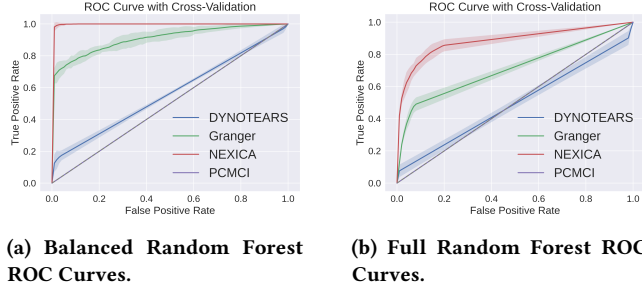 ROC Curve with Cross-Validation
1.0
0.8
0.6
0.4
0.2
0.0
True Positive Rate
DYNOTEARS
Granger
NEXICA
PCMCI
0.0 0.2 0.4 0.6 0.8 1.0
False Positive Rate
(a) Balanced Random Forest
ROC Curves.
ROC Curve with Cross-Validation
1.0
0.8
0.6
0.4
0.2
0.0
True Positive Rate
DYNOTEARS
Granger
NEXICA
PCMCI
0.0 0.2 0.4 0.6 0.8 1.0
False Positive Rate
(b) Full Random Forest ROC
Curves.